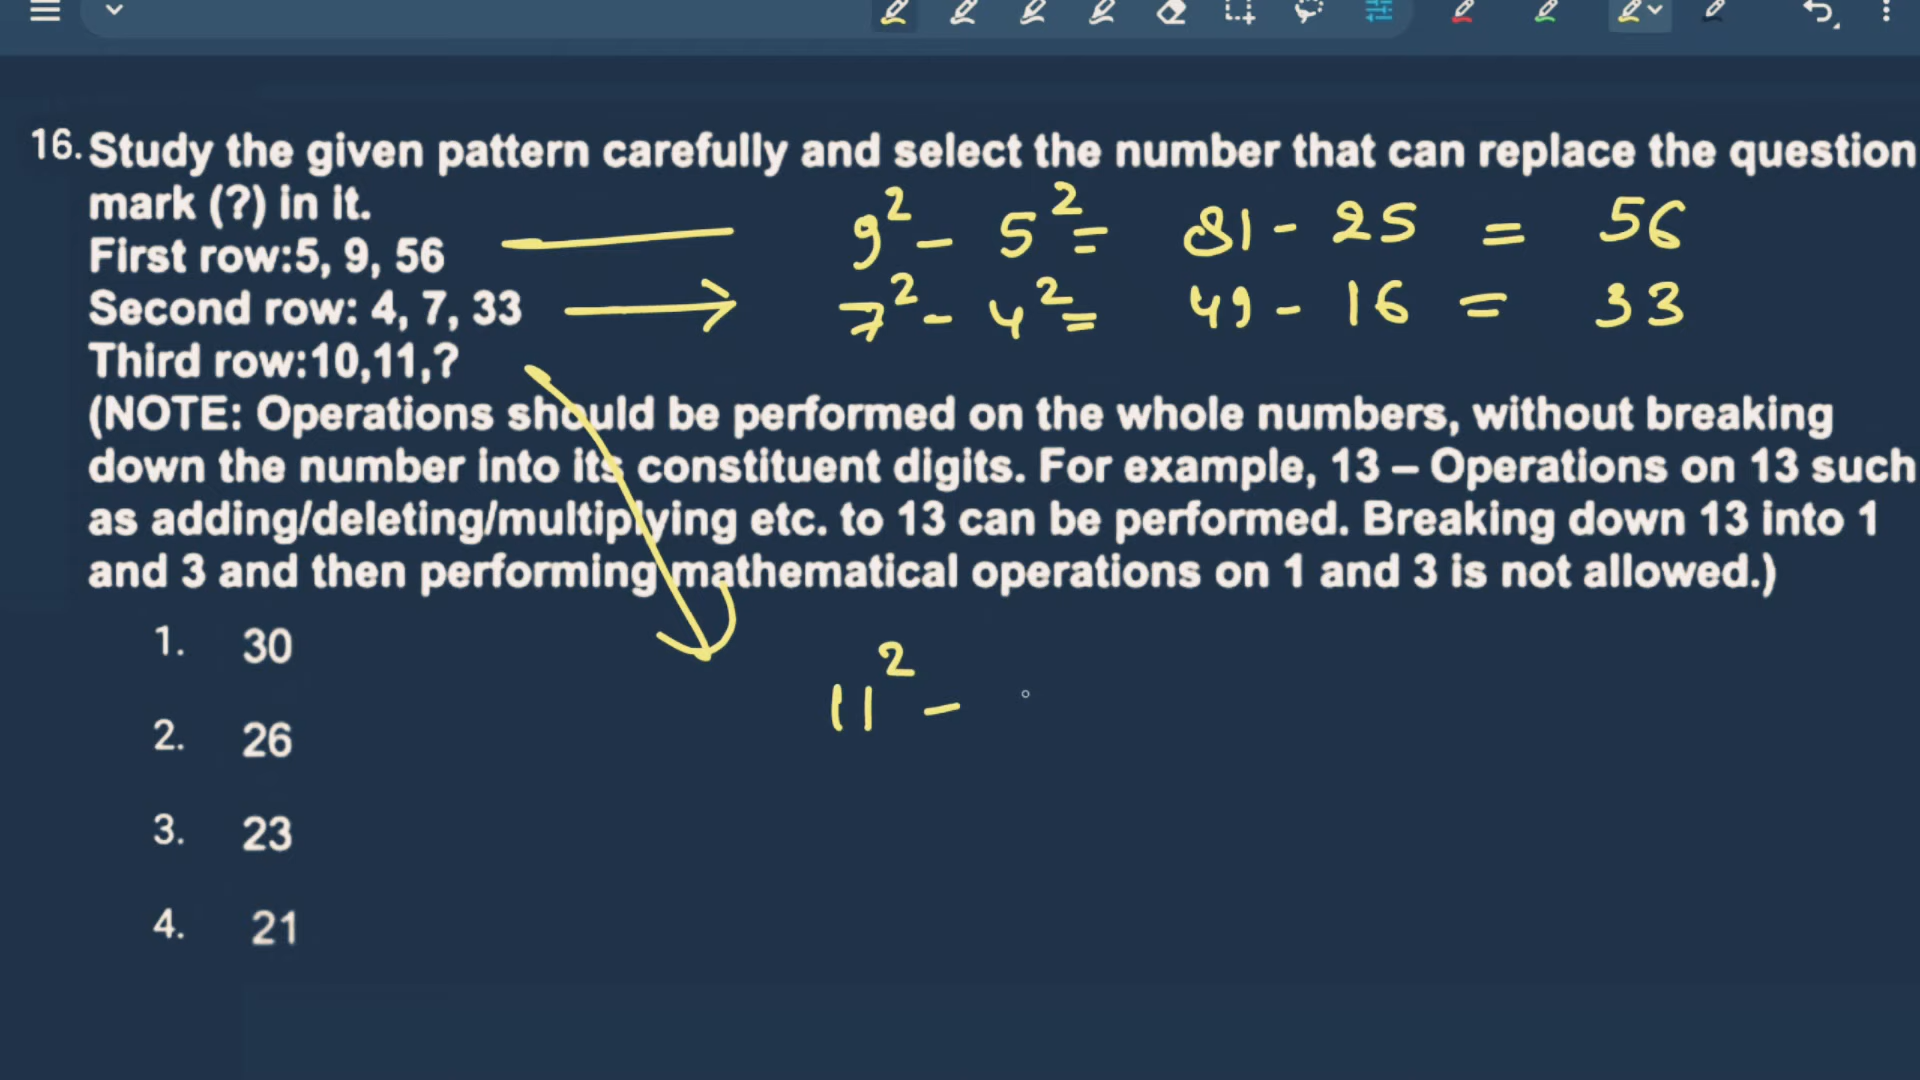 16. Study the given pattern carefully and select the number that can replace the question
mark (?) in it.
First row:5, 9, 56 9² - 5² = 81 - 25 = 56
Second row: 4, 7, 33 7² - 4² = 49 - 16 = 33
Third row:10,11,?
(NOTE: Operations should be performed on the whole numbers, without breaking
down the number into its constituent digits. For example, 13 – Operations on 13 such
as adding/deleting/multiplying etc. to 13 can be performed. Breaking down 13 into 1
and 3 and then performing mathematical operations on 1 and 3 is not allowed.)
1. 30
11² -
2. 26
3. 23
4. 21